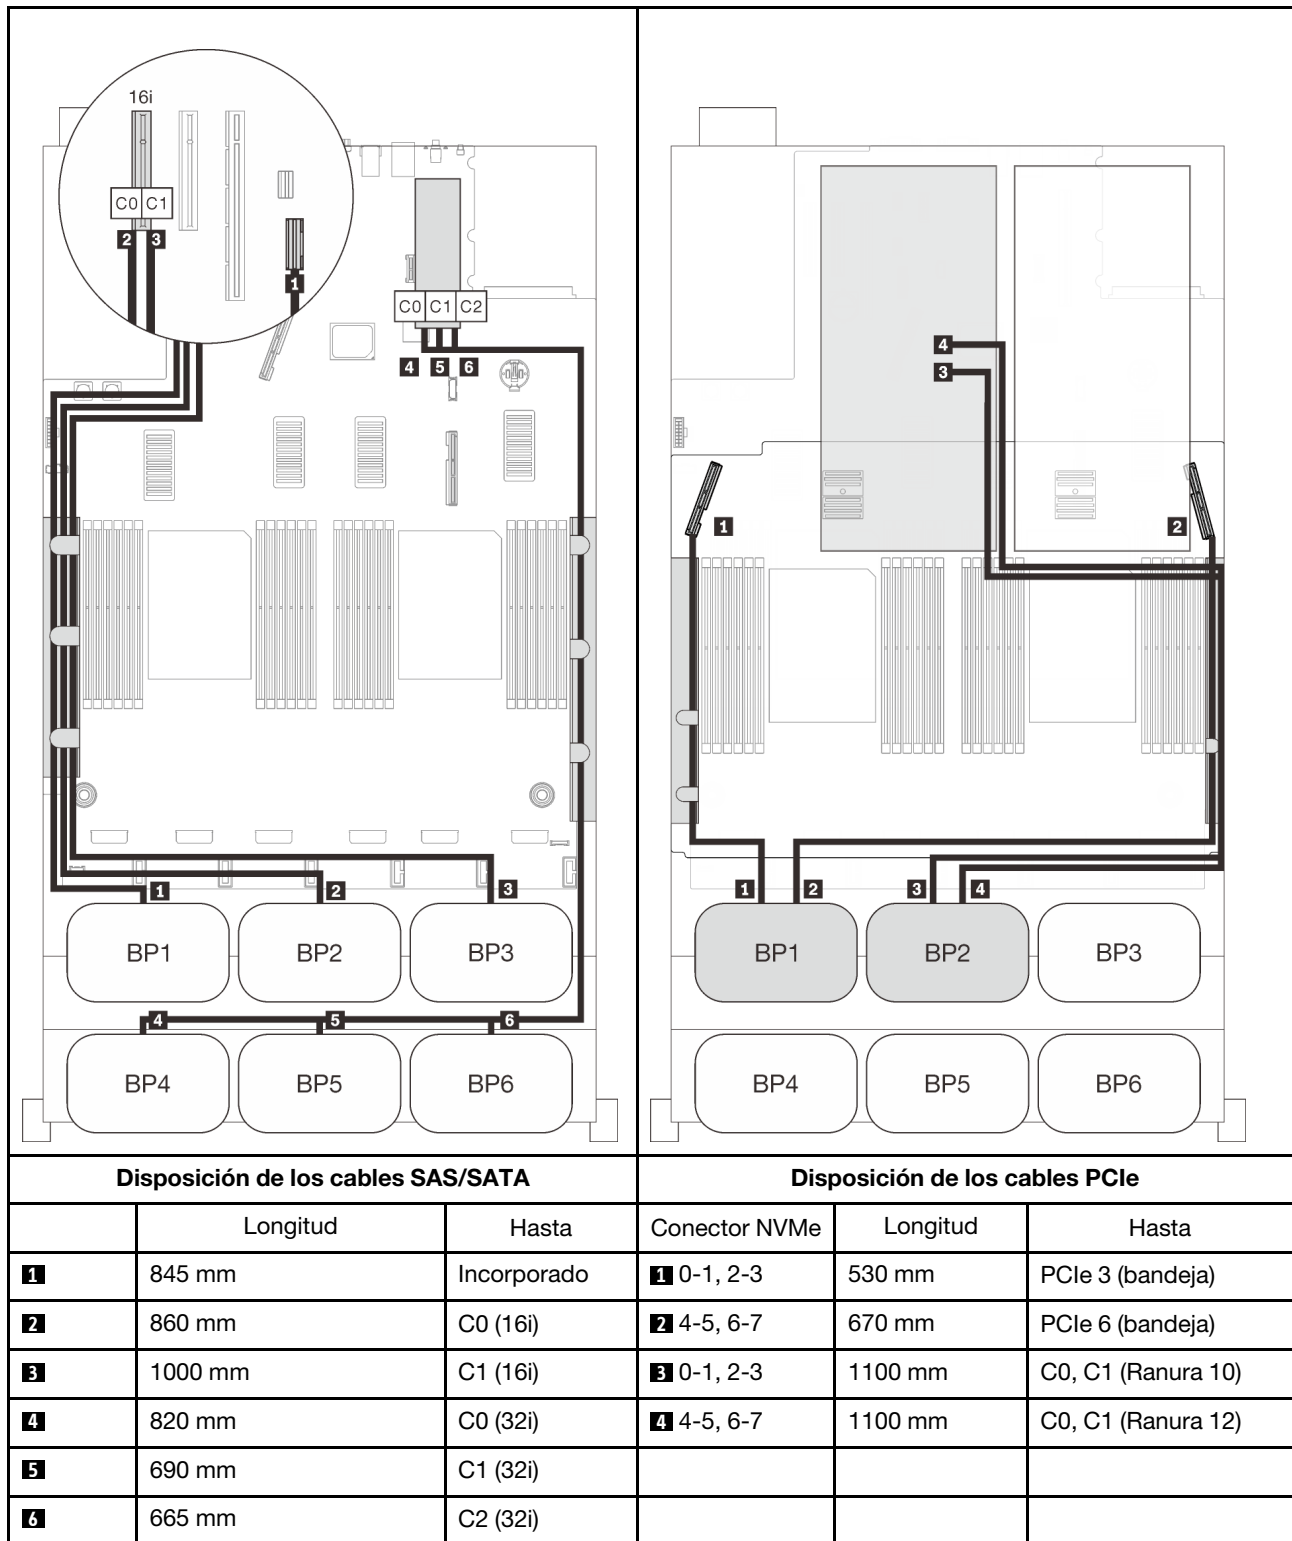 16i
C0 C1
2 3
1
C0 C1 C2
4 5 6
1 2 3
BP1 BP2 BP3
4 5 6
BP4 BP5 BP6
4
3
1 2
1 2 3 4
BP1 BP2 BP3
BP4 BP5 BP6
Disposición de los cables SAS/SATA Disposición de los cables PCIe
Longitud Hasta Conector NVMe Longitud Hasta
1 845 mm Incorporado 1 0-1, 2-3 530 mm PCIe 3 (bandeja)
2 860 mm C0 (16i) 2 4-5, 6-7 670 mm PCIe 6 (bandeja)
3 1000 mm C1 (16i) 3 0-1, 2-3 1100 mm C0, C1 (Ranura 10)
4 820 mm C0 (32i) 4 4-5, 6-7 1100 mm C0, C1 (Ranura 12)
5 690 mm C1 (32i)
6 665 mm C2 (32i)